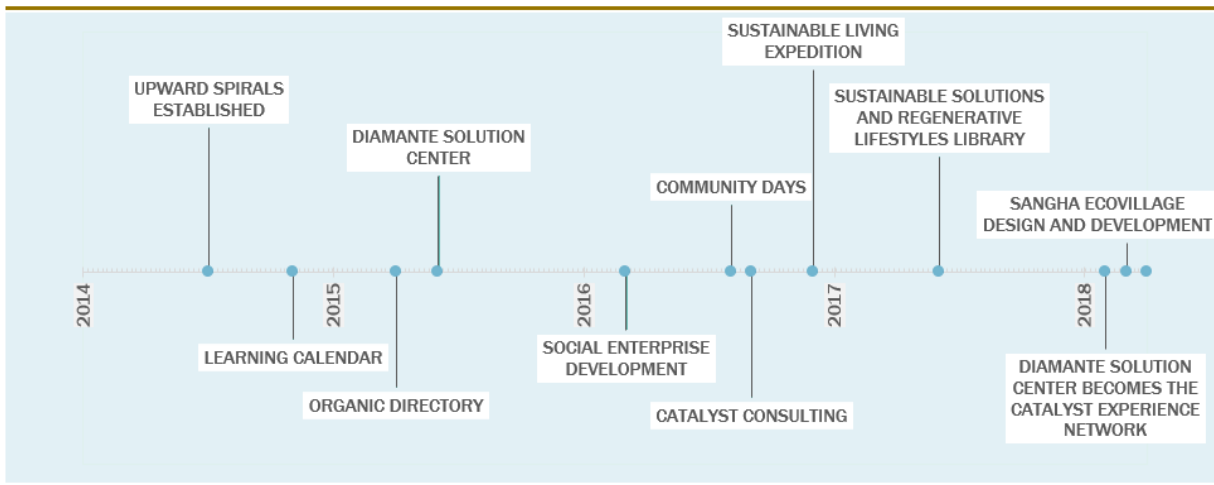 SUSTAINABLE LIVING
EXPEDITION
UPWARD SPIRALS
ESTABLISHED
SUSTAINABLE SOLUTIONS
AND REGENERATIVE
LIFESTYLES LIBRARY
DIAMANTE SOLUTION
CENTER
COMMUNITY DAYS
SANGHA ECOVILLAGE
DESIGN AND DEVELOPMENT
2014
2015
2016
2017
2018
LEARNING CALENDAR
SOCIAL ENTERPRISE
DEVELOPMENT
ORGANIC DIRECTORY
CATALYST CONSULTING
DIAMANTE SOLUTION
CENTER BECOMES THE
CATALYST EXPERIENCE
NETWORK